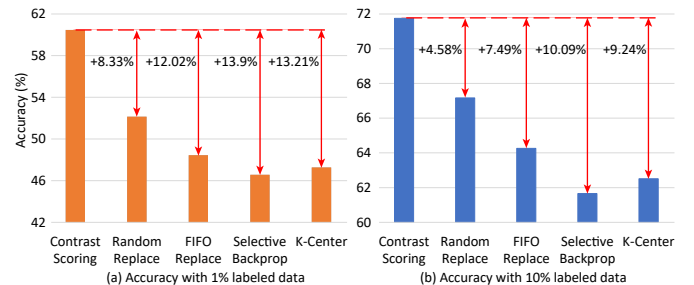 62
58
54
50
46
42
Accuracy (%)
+8.33%
+12.02%
+13.9%
+13.21%
Contrast Scoring
Random Replace
FIFO Replace
Selective Backprop
K-Center
(a) Accuracy with 1% labeled data
72
70
68
66
64
62
60
+4.58%
+7.49%
+10.09%
+9.24%
Contrast Scoring
Random Replace
FIFO Replace
Selective Backprop
K-Center
(b) Accuracy with 10% labeled data